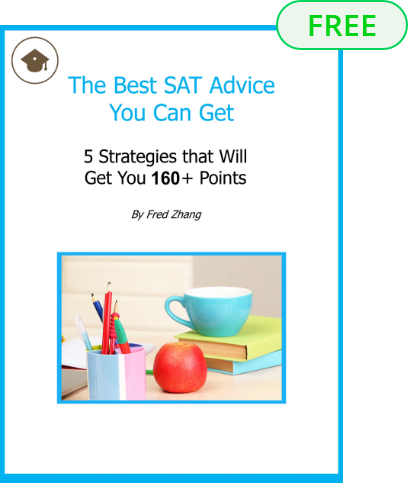 FREE
The Best SAT Advice
You Can Get
5 Strategies that Will
Get You 160+ Points
By Fred Zhang